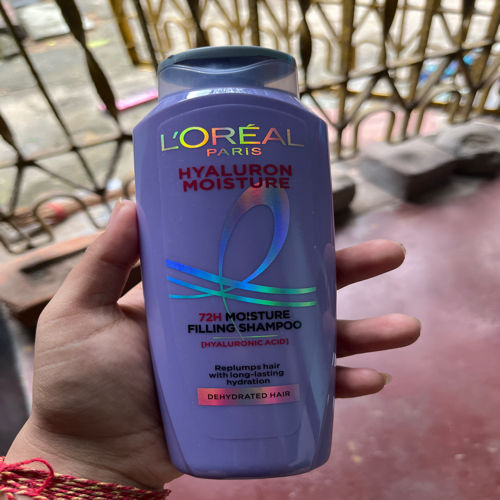 L'ORÉAL
PARIS
HYALURON
MOISTURE
72H MOISTURE
FILLING SHAMPOO
[HYALURONIC ACID]
Replumps hair
with long-lasting
hydration
DEHYDRATED HAIR